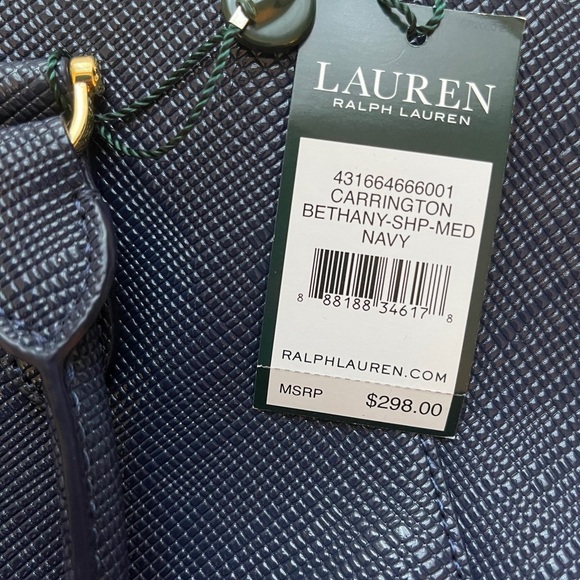 LAUREN
RALPH LAUREN
431664666001
CARRINGTON
BETHANY-SHP-MED
NAVY
8 88188 34617 8
RALPHLAUREN.COM
MSRP $298.00